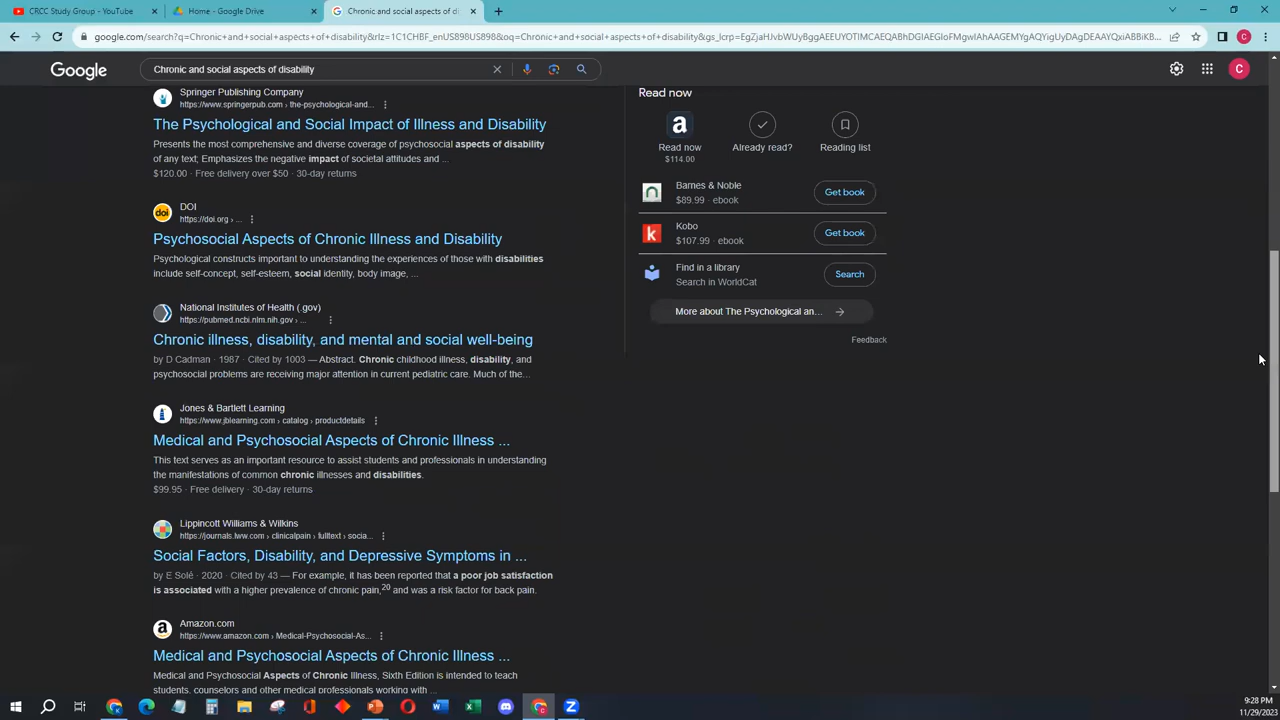 CRCC Study Group - YouTube
Home - Google Drive
Chronic and social aspects of di
google.com/search?q=Chronic+and+social+aspects+of+disability&rlz=1C1CHBF_enUS898US898&oq=Chronic+and+social+aspects+of+disability&gs_lcrp=
Google
Chronic and social aspects of disability
C
Springer Publishing Company
https://www.springerpub.com › the-psychological-and...
The Psychological and Social Impact of Illness and Disability
Presents the most comprehensive and diverse coverage of psychosocial aspects of disability
of any text; Emphasizes the negative impact of societal attitudes and ...
$120.00 · Free delivery over $50 · 30-day returns
DOI
https://doi.org › ...
Psychosocial Aspects of Chronic Illness and Disability
Psychological constructs important to understanding the experiences of those with disabilities
include self-concept, self-esteem, social identity, body image, ...
National Institutes of Health (.gov)
https://pubmed.ncbi.nlm.nih.gov › ...
Chronic illness, disability, and mental and social well-being
by D Cadman · 1987 · Cited by 1003 — Abstract. Chronic childhood illness, disability, and
psychosocial problems are receiving major attention in current pediatric care. Much of the...
Jones & Bartlett Learning
https://www.jblearning.com › catalog › productdetails
Medical and Psychosocial Aspects of Chronic Illness ...
This text serves as an important resource to assist students and professionals in understanding
the manifestations of common chronic illnesses and disabilities.
$99.95 · Free delivery · 30-day returns
Lippincott Williams & Wilkins
https://journals.lww.com › clinicalpain › fulltext › socia...
Social Factors, Disability, and Depressive Symptoms in ...
by E Solé · 2020 · Cited by 43 — For example, it has been reported that a poor job satisfaction
is associated with a higher prevalence of chronic pain,20 and was a risk factor for back pain.
Amazon.com
https://www.amazon.com › Medical-Psychosocial-As...
Medical and Psychosocial Aspects of Chronic Illness ...
Medical and Psychosocial Aspects of Chronic Illness, Sixth Edition is intended to teach
students, counselors and other medical professionals working with ...
Read now
Read now
$114.00
Already read?
Reading list
Barnes & Noble
$89.99 · ebook
Get book
Kobo
$107.99 · ebook
Get book
Find in a library
Search in WorldCat
Search
More about The Psychological an...
Feedback
9:28 PM
11/29/2023